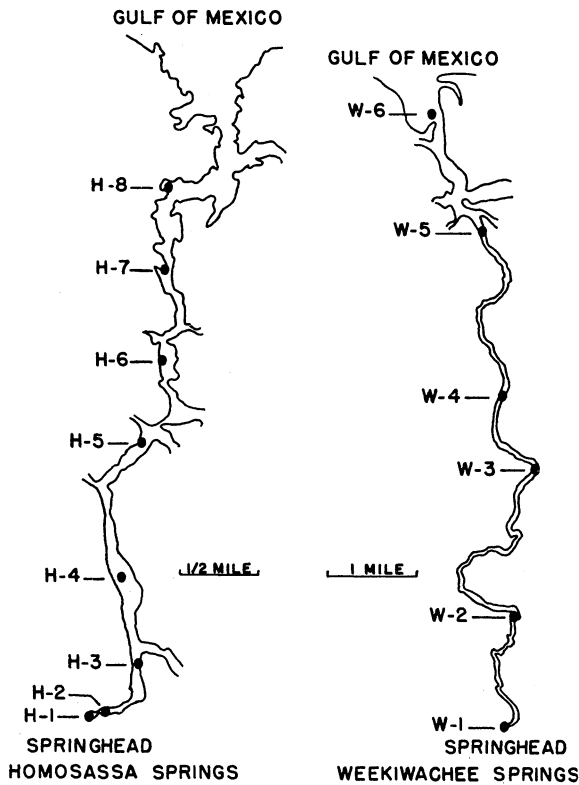 GULF OF MEXICO
H-8
H-7
H-6
H-5
H-4
1/2 MILE
H-3
H-2
H-1
SPRINGHEAD
HOMOSASSA SPRINGS
GULF OF MEXICO
W-6
W-5
W-4
W-3
1 MILE
W-2
W-1
SPRINGHEAD
WEEKIWACHEE SPRINGS